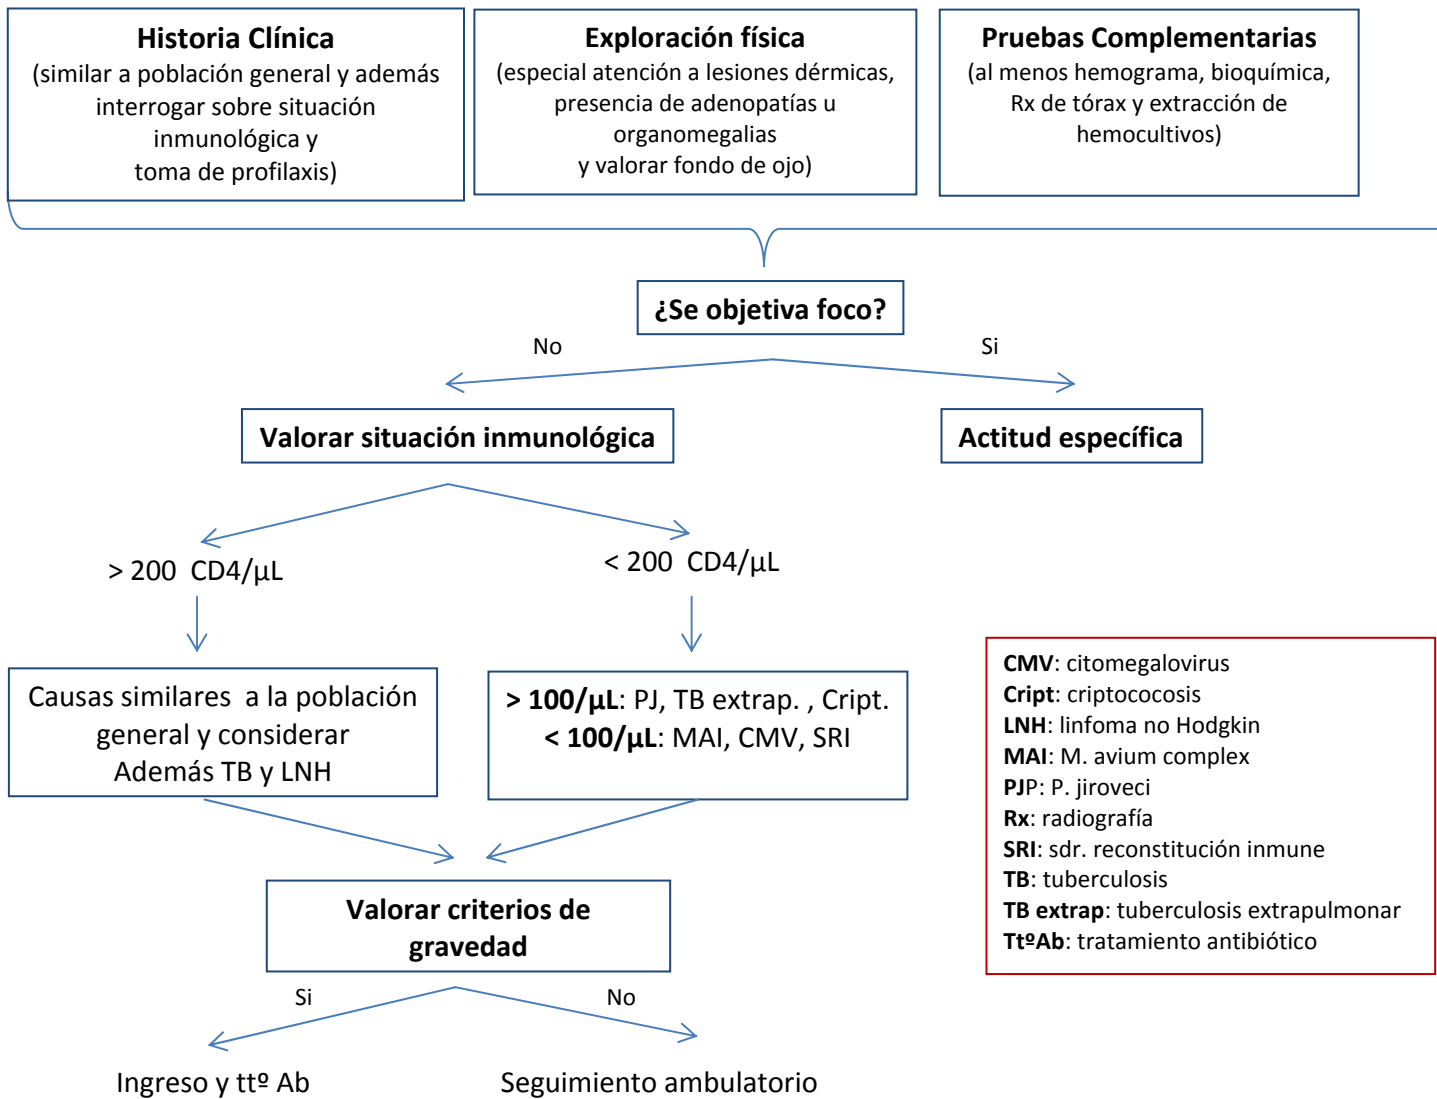 Historia Clínica
(similar a población general y además
interrogar sobre situación
inmunológica y
toma de profilaxis)
Exploración física
(especial atención a lesiones dérmicas,
presencia de adenopatías u
organomegalias
y valorar fondo de ojo)
Pruebas Complementarias
(al menos hemograma, bioquímica,
Rx de tórax y extracción de
hemocultivos)
¿Se objetiva foco?
No
Si
Valorar situación inmunológica
Actitud específica
> 200 CD4/µL
< 200 CD4/µL
Causas similares a la población
general y considerar
Además TB y LNH
> 100/µL: PJ, TB extrap. , Cript.
< 100/µL: MAI, CMV, SRI
CMV: citomegalovirus
Cript: criptococosis
LNH: linfoma no Hodgkin
MAI: M. avium complex
PJP: P. jiroveci
Rx: radiografía
SRI: sdr. reconstitución inmune
TB: tuberculosis
TB extrap: tuberculosis extrapulmonar
TtºAb: tratamiento antibiótico
Valorar criterios de
gravedad
Si
No
Ingreso y ttº Ab
Seguimiento ambulatorio